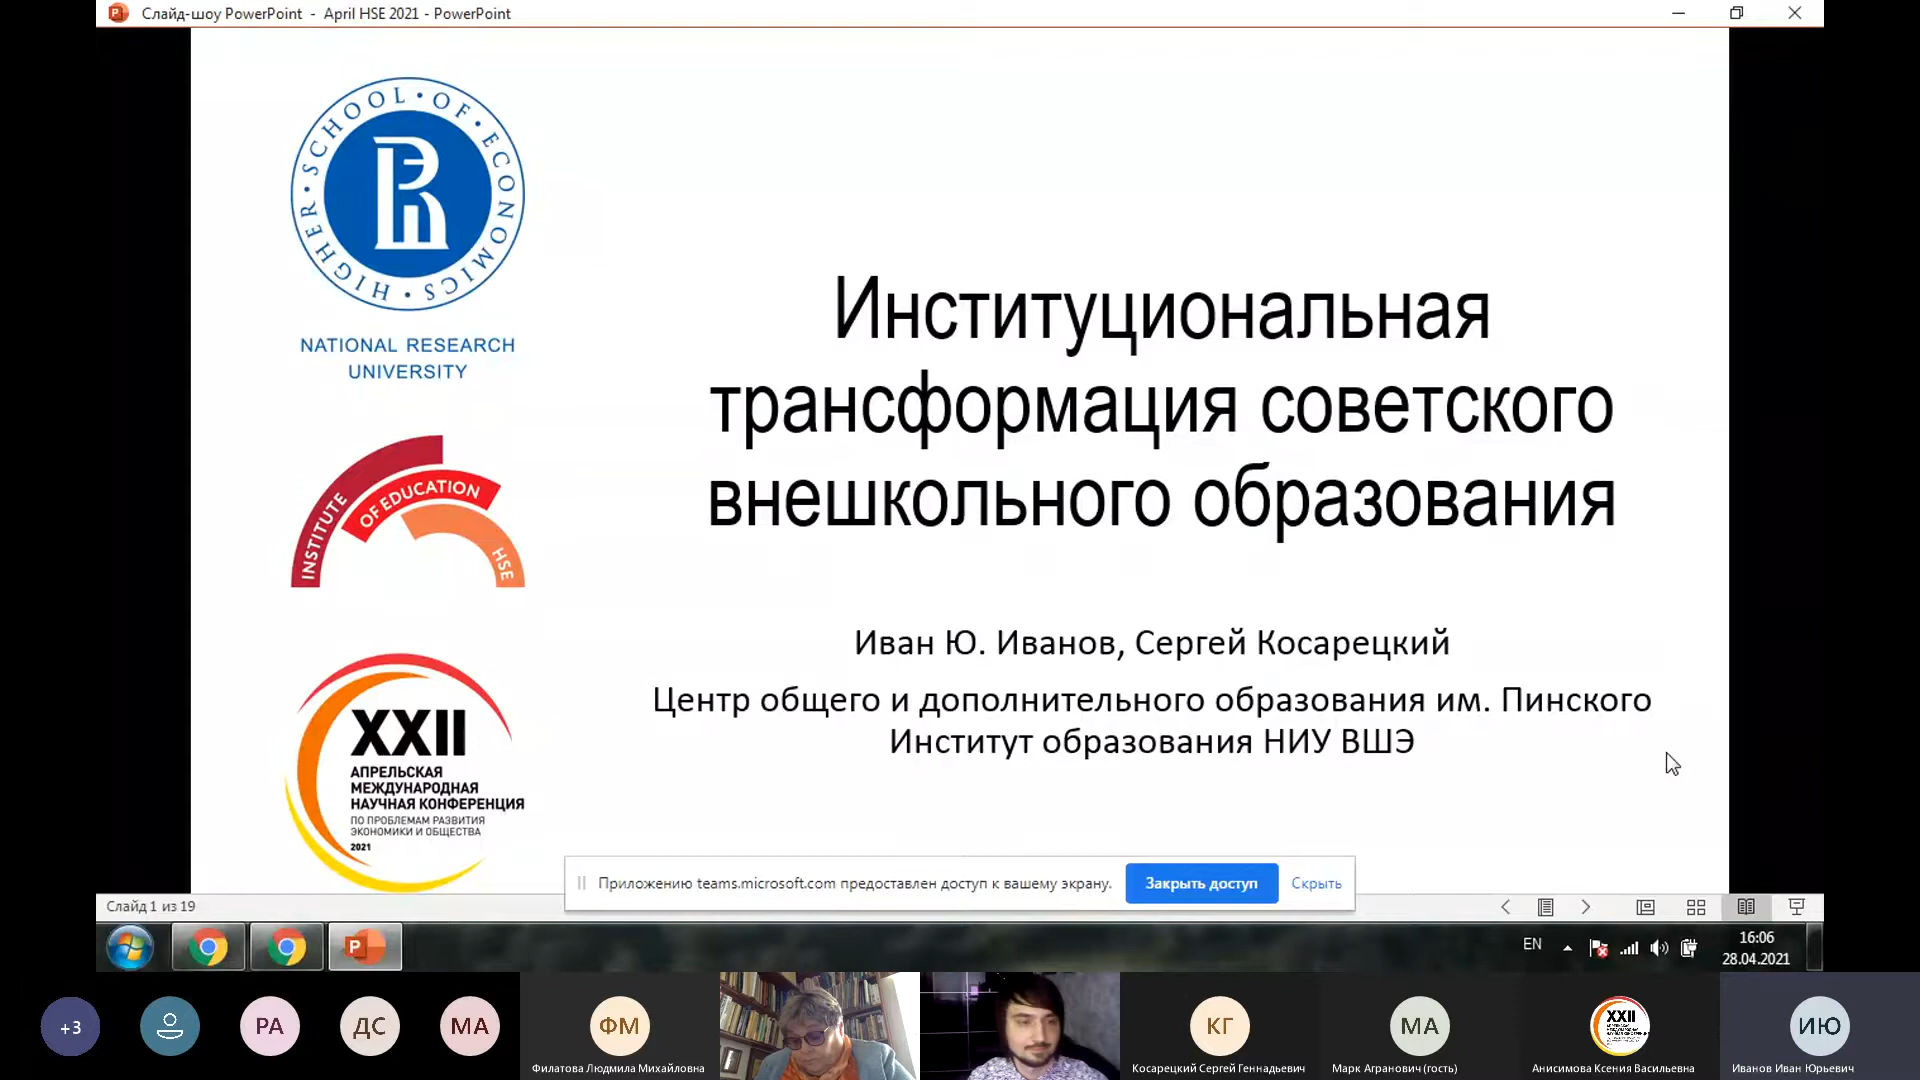 Слайд-шоу PowerPoint - April HSE 2021 - PowerPoint
HIGHER · SCHOOL · OF · ECONOMICS ·
NATIONAL RESEARCH
UNIVERSITY
INSTITUTE
OF EDUCATION
HSE
XXII
АПРЕЛЬСКАЯ
МЕЖДУНАРОДНАЯ
НАУЧНАЯ КОНФЕРЕНЦИЯ
ПО ПРОБЛЕМАМ РАЗВИТИЯ
ЭКОНОМИКИ И ОБЩЕСТВА
2021
Институциональная
трансформация советского
внешкольного образования
Иван Ю. Иванов, Сергей Косарецкий
Центр общего и дополнительного образования им. Пинского
Институт образования НИУ ВШЭ
Приложению teams.microsoft.com предоставлен доступ к вашему экрану.
Закрыть доступ
Скрыть
Слайд 1 из 19
EN
16:06
28.04.2021
+3
РА
ДС
МА
ФМ
Филатова Людмила Михайловна
КГ
Косарецкий Сергей Геннадьевич
МА
Марк Агранович (гость)
XXII
Анисимова Ксения Васильевна
ИЮ
Иванов Иван Юрьевич